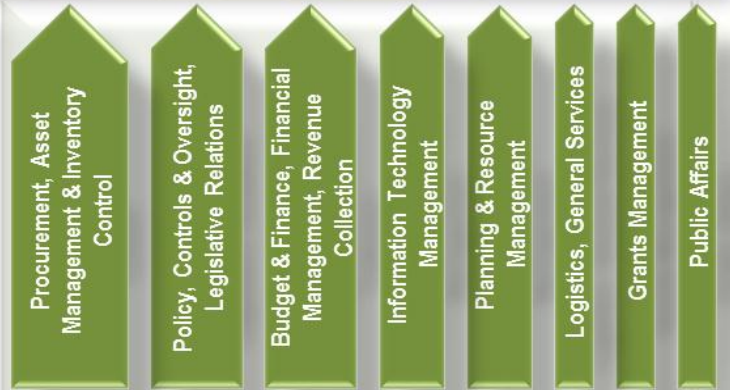 Procurement, Asset
Management & Inventory
Control
Policy, Controls & Oversight,
Legislative Relations
Budget & Finance, Financial
Management, Revenue
Collection
Information Technology
Management
Planning & Resource
Management
Logistics, General Services
Grants Management
Public Affairs